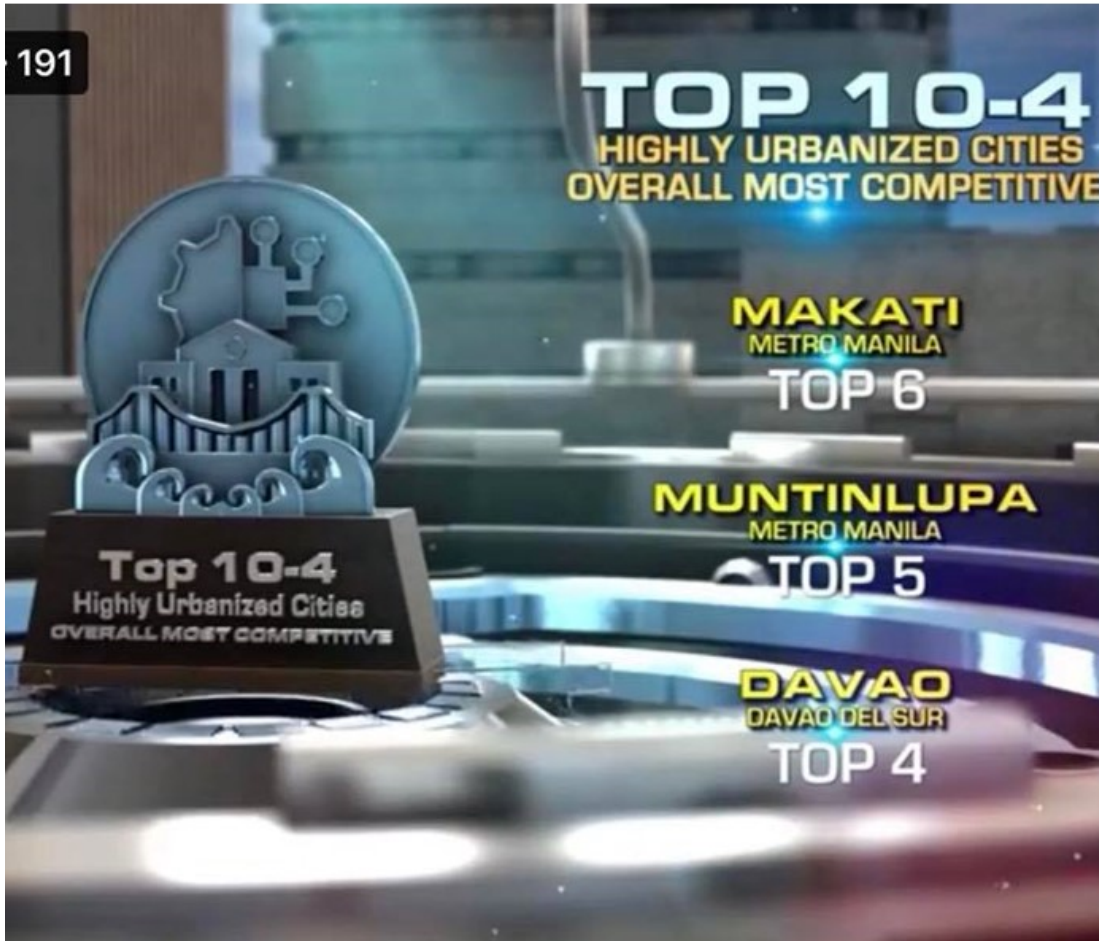 191
TOP 10-4
HIGHLY URBANIZED CITIES
OVERALL MOST COMPETITIVE
MAKATI
METRO MANILA
TOP 6
MUNTINLUPA
METRO MANILA
TOP 5
DAVAO
DAVAO DEL SUR
TOP 4
Top 10-4
Highly Urbanized Cities
OVERALL MOST COMPETITIVE